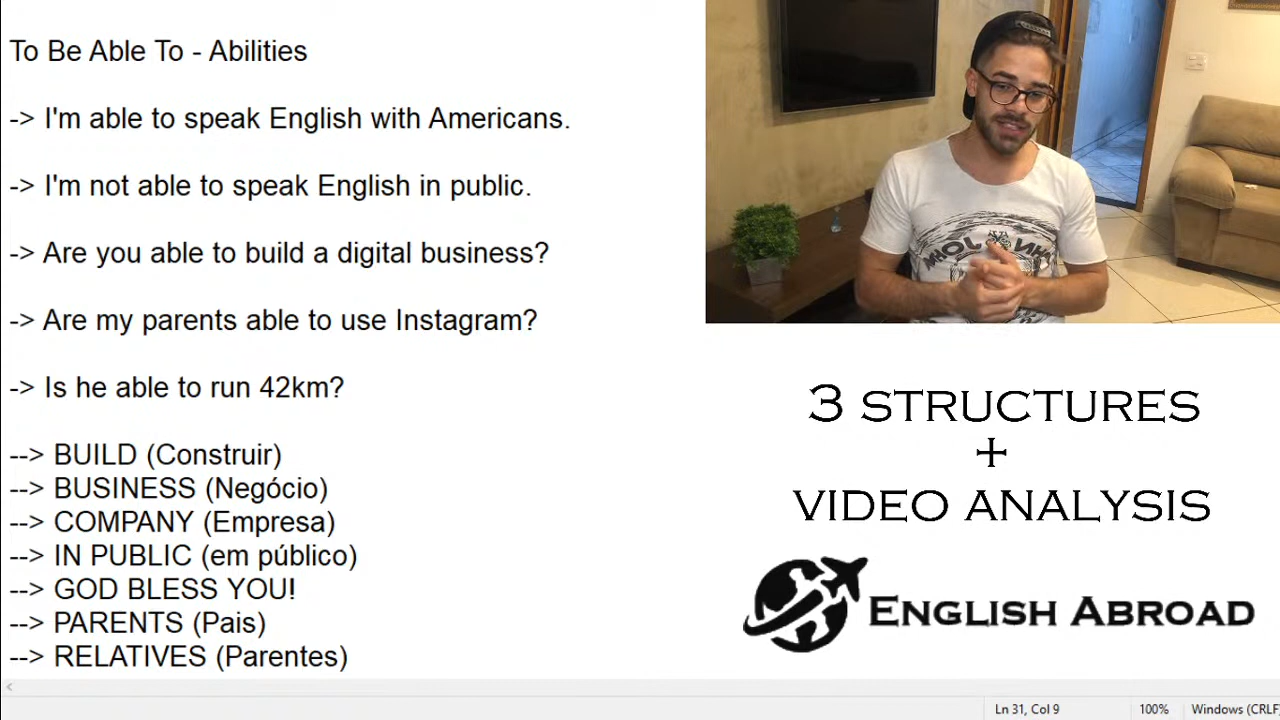 To Be Able To - Abilities
-> I'm able to speak English with Americans.
-> I'm not able to speak English in public.
-> Are you able to build a digital business?
-> Are my parents able to use Instagram?
-> Is he able to run 42km?
--> BUILD (Construir)
--> BUSINESS (Negócio)
--> COMPANY (Empresa)
--> IN PUBLIC (em público)
--> GOD BLESS YOU!
--> PARENTS (Pais)
--> RELATIVES (Parentes)
3 STRUCTURES
+
VIDEO ANALYSIS
ENGLISH ABROAD
Ln 31, Col 9
100%
Windows (CRLF